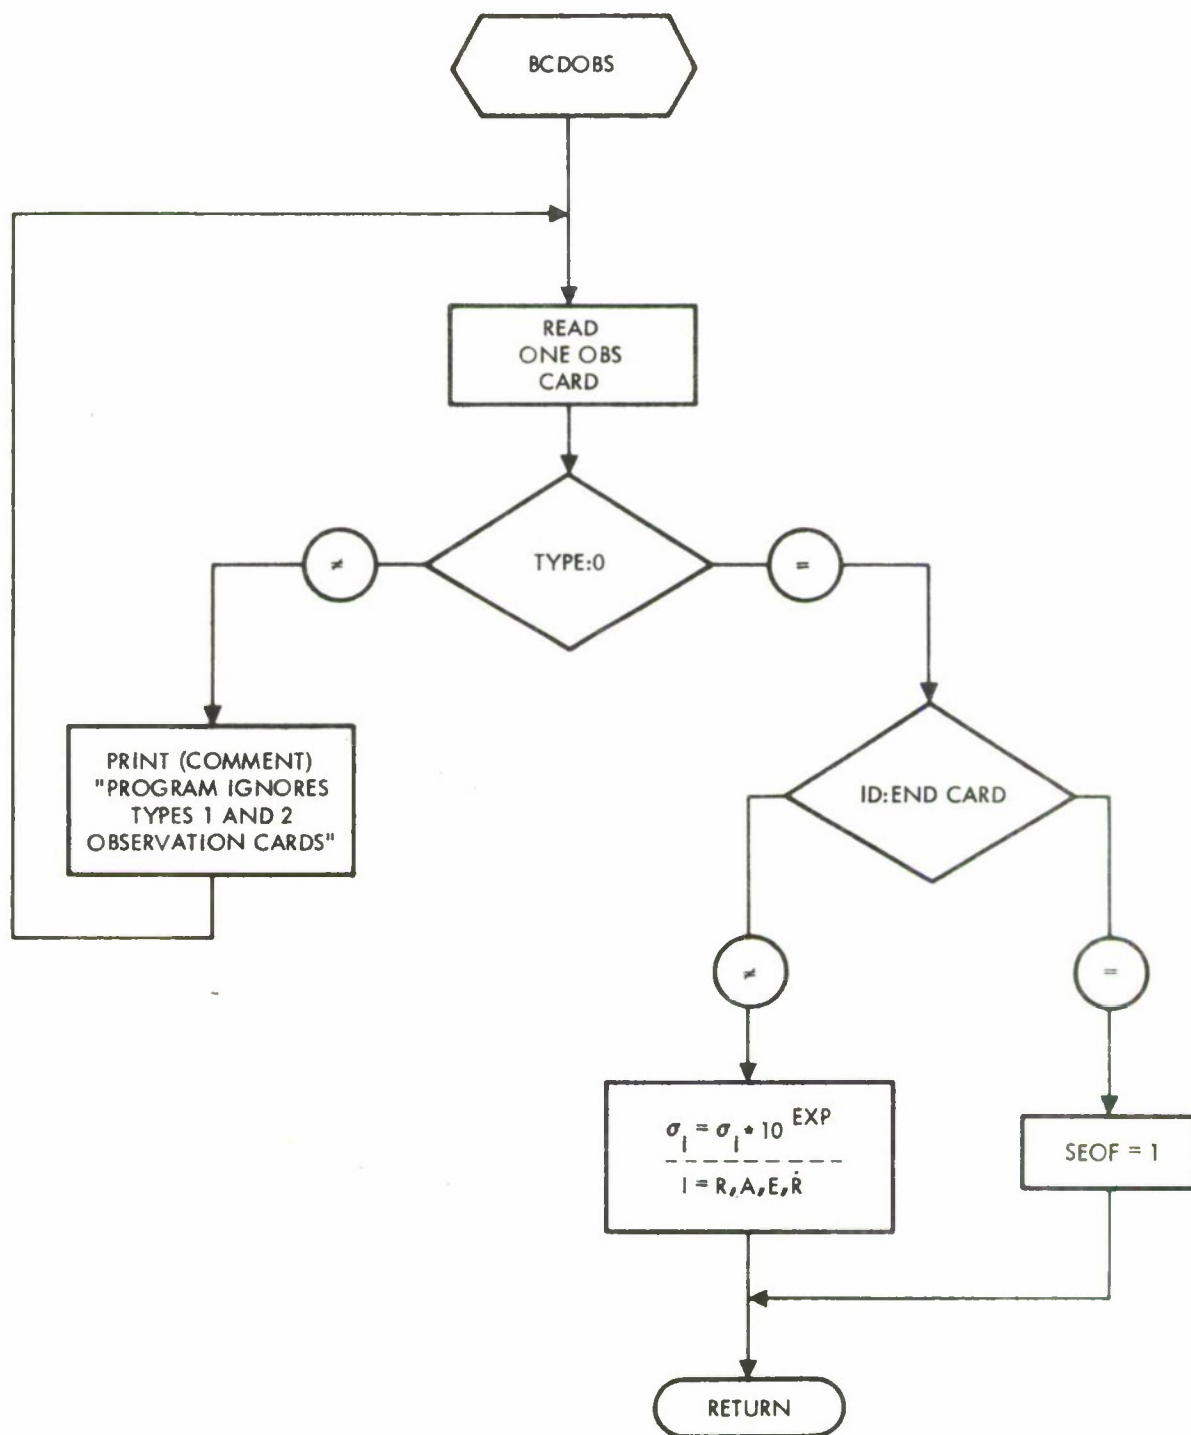 BCDOBS
READ
ONE OBS
CARD
TYPE:0
≠
=
PRINT (COMMENT)
"PROGRAM IGNORES
TYPES 1 AND 2
OBSERVATION CARDS"
ID:END CARD
≠
=
σi = σi * 10 EXP
I = R, A, E, Ṙ
SEOF = 1
RETURN